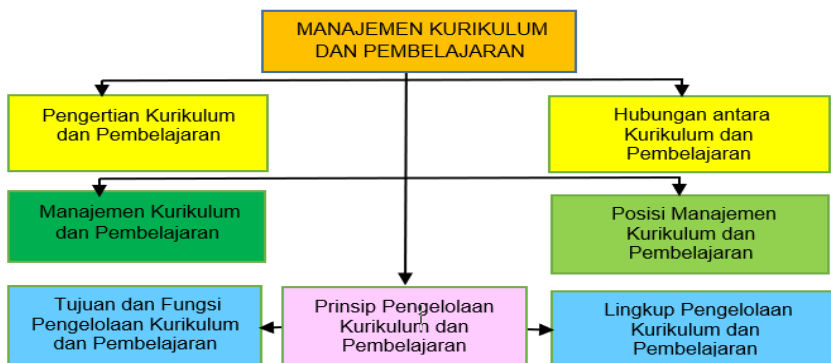 MANAJEMEN KURIKULUM
DAN PEMBELAJARAN
Pengertian Kurikulum
dan Pembelajaran
Hubungan antara
Kurikulum dan
Pembelajaran
Manajemen Kurikulum
dan Pembelajaran
Posisi Manajemen
Kurikulum dan
Pembelajaran
Tujuan dan Fungsi
Pengelolaan Kurikulum
dan Pembelajaran
Prinsip Pengelolaan
Kurikulum dan
Pembelajaran
Lingkup Pengelolaan
Kurikulum dan
Pembelajaran